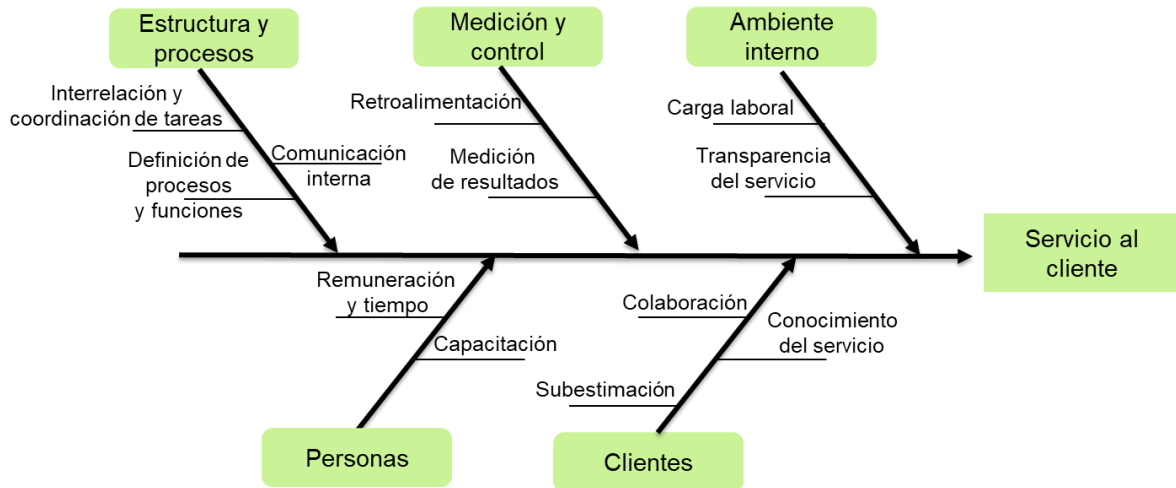 Estructura y
procesos
Medición y
control
Ambiente
interno
Interrelación y
coordinación de tareas
Definición de
procesos
y funciones
Comunicación
interna
Retroalimentación
Medición
de resultados
Carga laboral
Transparencia
del servicio
Servicio al
cliente
Remuneración
y tiempo
Capacitación
Colaboración
Conocimiento
del servicio
Subestimación
Personas
Clientes